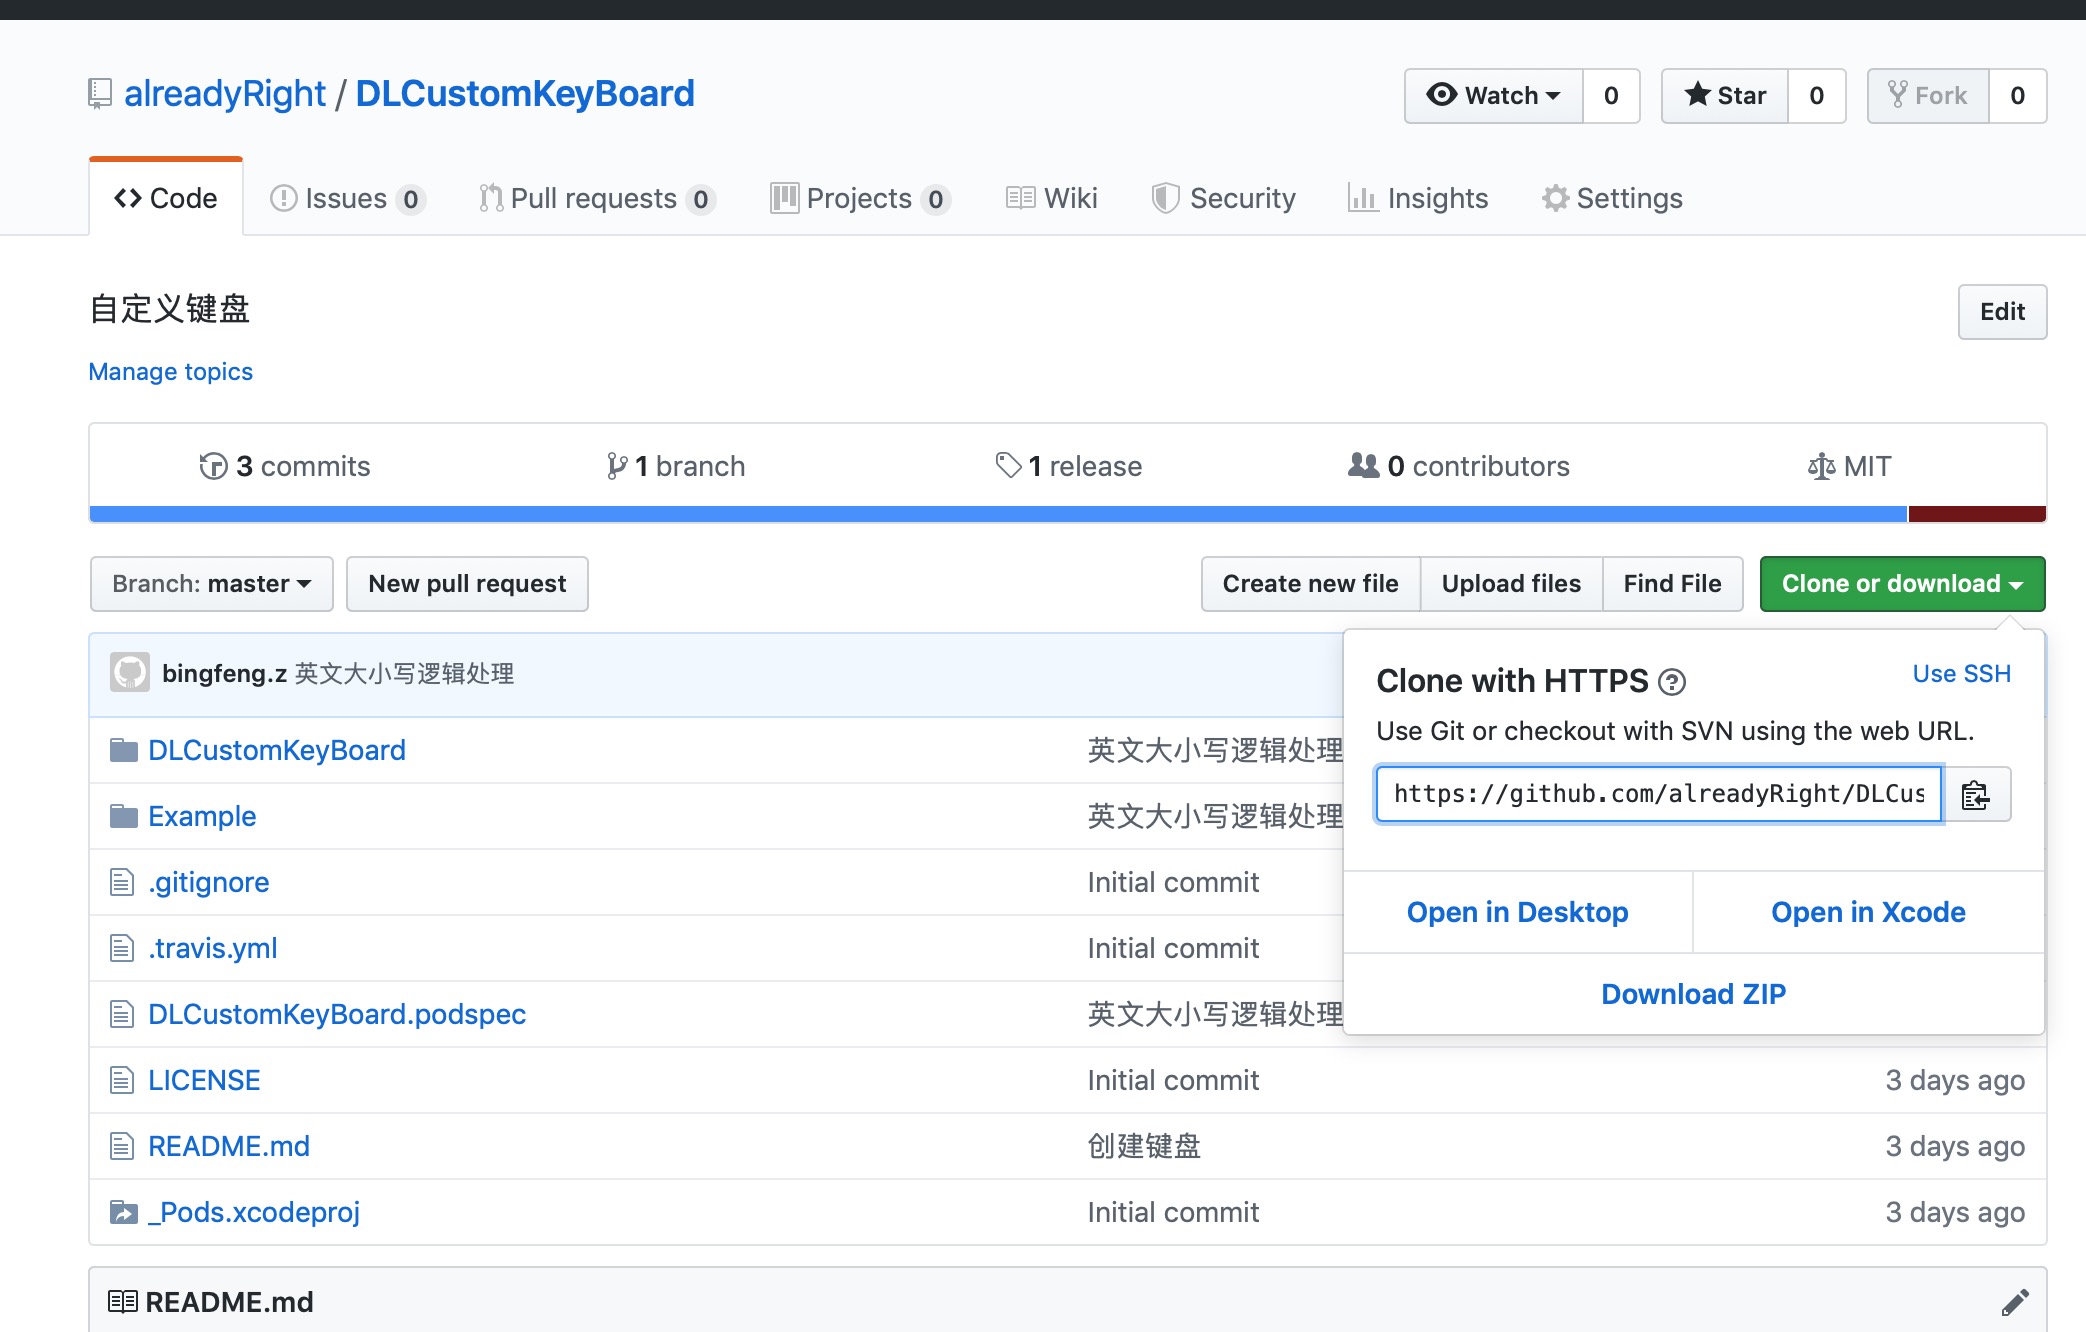 alreadyRight / DLCustomKeyBoard
Watch 0
Star 0
Fork 0
Code
Issues 0
Pull requests 0
Projects 0
Wiki
Security
Insights
Settings
自定义键盘
Edit
Manage topics
3 commits
1 branch
1 release
0 contributors
MIT
Branch: master
New pull request
Create new file
Upload files
Find File
Clone or download
bingfeng.z 英文大小写逻辑处理
Clone with HTTPS
Use SSH
Use Git or checkout with SVN using the web URL.
https://github.com/alreadyRight/DLCus
Open in Desktop
Open in Xcode
Download ZIP
DLCustomKeyBoard 英文大小写逻辑处理
Example 英文大小写逻辑处理
.gitignore Initial commit
.travis.yml Initial commit
DLCustomKeyBoard.podspec 英文大小写逻辑处理
LICENSE Initial commit 3 days ago
README.md 创建键盘 3 days ago
_Pods.xcodeproj Initial commit 3 days ago
README.md